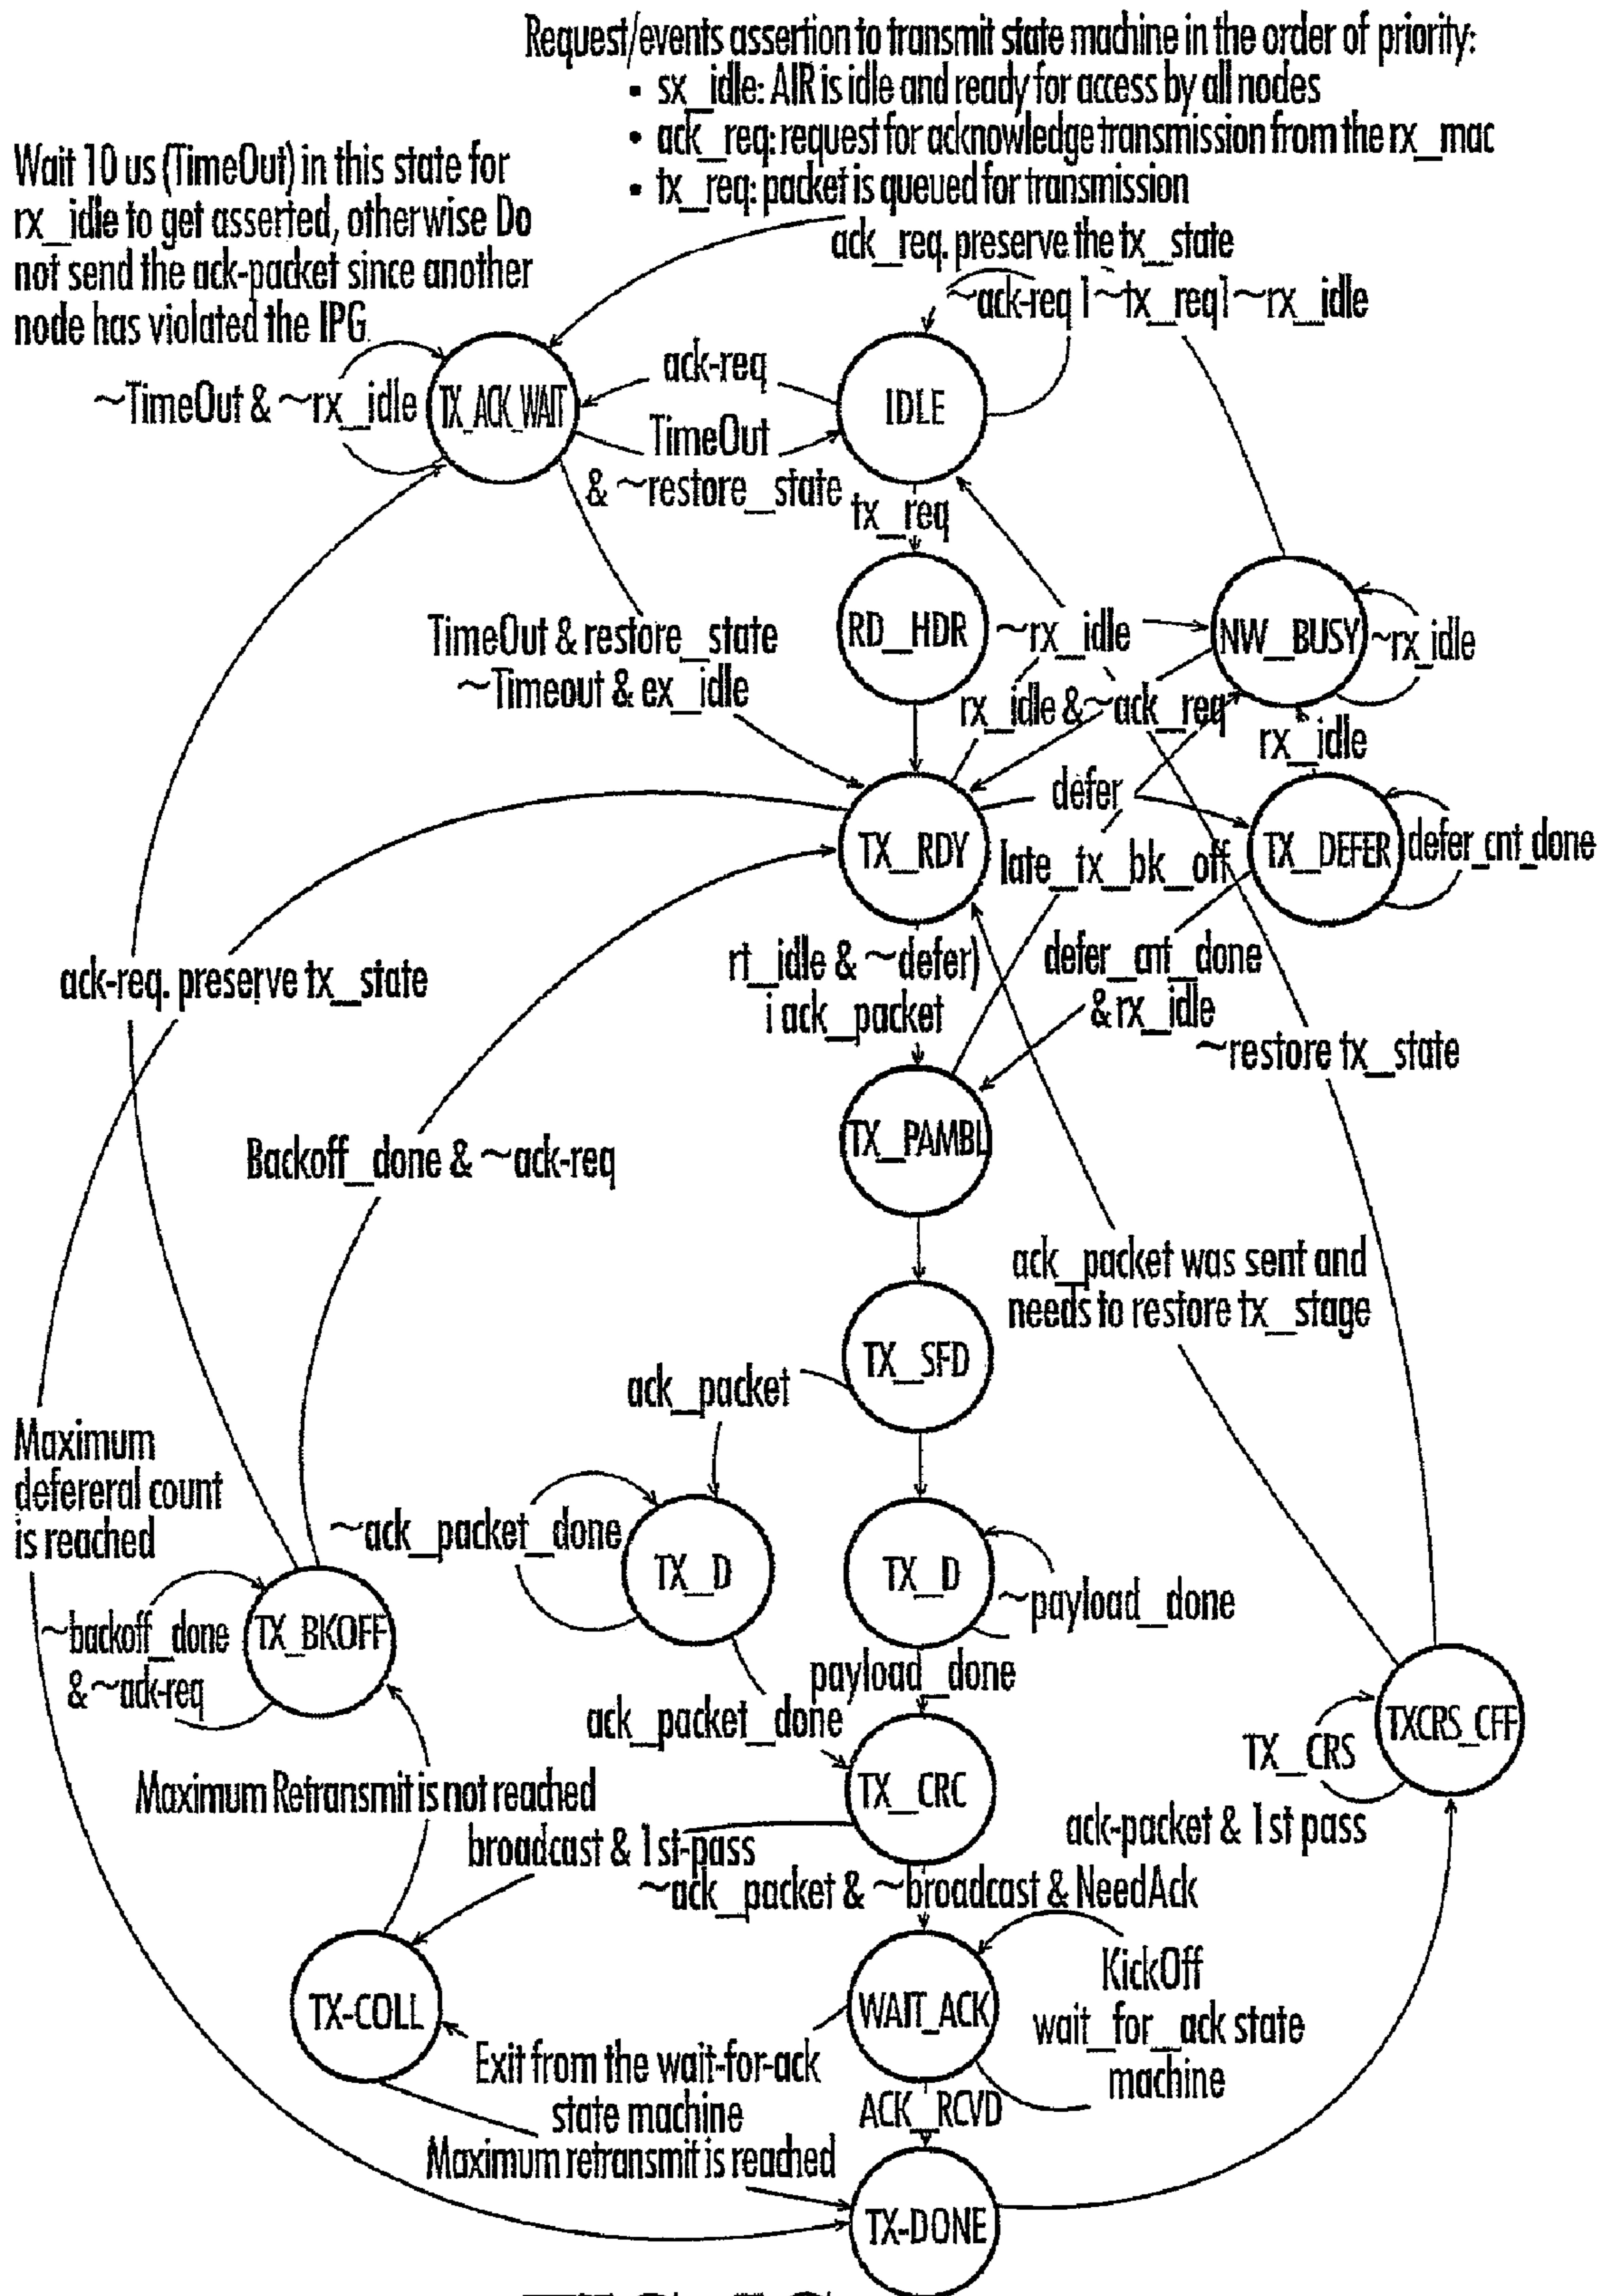 Request/events assertion to transmit state machine in the order of priority:
▪ sx_idle: AIR is idle and ready for access by all nodes
▪ ack_req: request for acknowledge transmission from the rx_mac
▪ tx_req: packet is queued for transmission
Wait 10 us (TimeOut) in this state for
rx_idle to get asserted, otherwise Do
not send the ack-packet since another
node has violated the IPG
ack_req. preserve the tx_state
~ack-req | ~tx_req | ~rx_idle
~TimeOut & ~rx_idle
TX_ACK_WAIT
ack-req
IDLE
TimeOut
& ~restore_state
tx_req
RD_HDR
~rx_idle
NW_BUSY
~rx_idle
TimeOut & restore_state
~Timeout & ex_idle
rx_idle & ~ack_req
rx_idle
defer
TX_RDY
late_tx_bk_off
TX_DEFER
defer_cnt_done
rt_idle & ~defer)
i ack_packet
defer_cnt_done
& rx_idle
ack-req. preserve tx_state
~restore tx_state
TX_PAMBL
Backoff_done & ~ack-req
ack_packet was sent and
needs to restore tx_stage
TX_SFD
ack_packet
Maximum
defereral count
is reached
~ack_packet_done
TX_D
TX_D
~payload_done
~backoff_done
& ~ack-req
TX_BKOFF
payload_done
ack_packet_done
TXCRS_CFF
TX_CRS
TX_CRC
Maximum Retransmit is not reached
broadcast & 1st-pass
ack-packet & 1st pass
~ack_packet & ~broadcast & NeedAck
TX-COLL
WAIT_ACK
KickOff
wait_for_ack state
machine
Exit from the wait-for-ack
state machine
ACK_RCVD
Maximum retransmit is reached
TX-DONE